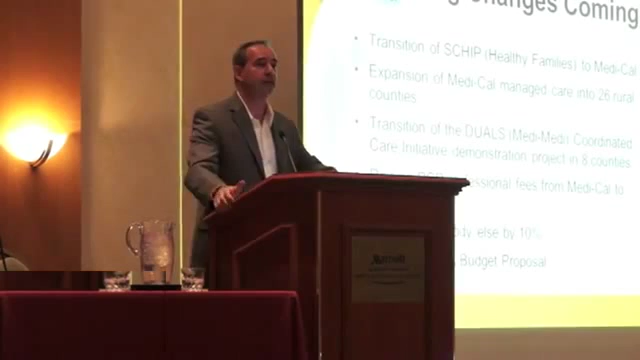 Changes Coming
• Transition of SCHIP (Healthy Families) to Medi-Cal
• Expansion of Medi-Cal managed care into 26 rural
counties
• Transition of the DUALS (Medi-Medi) Coordinated
Care Initiative demonstration project in 8 counties
fees from Medi-Cal to
else by 10%
Budget Proposal
Marriott